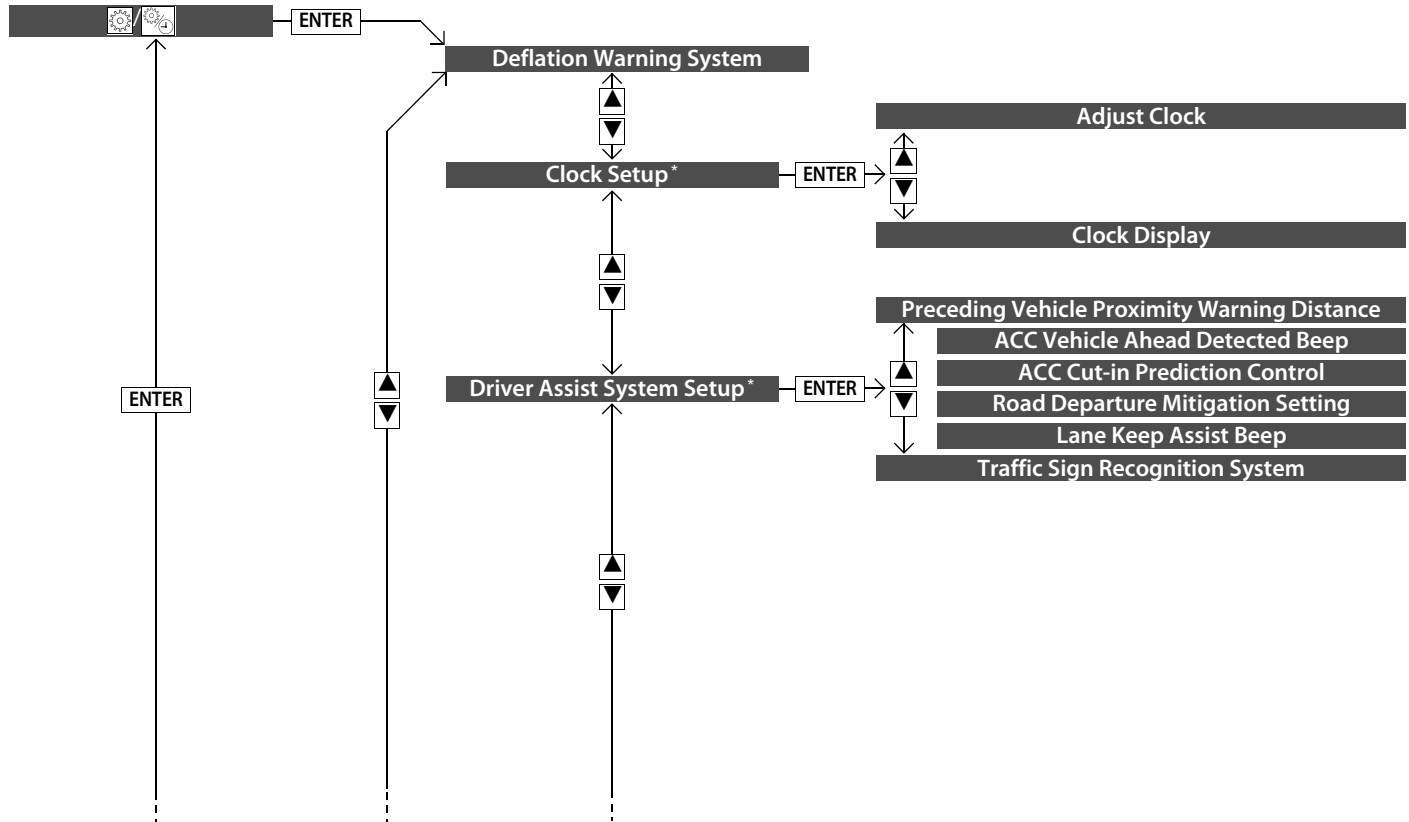 /
ENTER
Deflation Warning System
▲
▼
Adjust Clock
Clock Setup*
ENTER
▲
▼
Clock Display
▲
▼
Preceding Vehicle Proximity Warning Distance
ACC Vehicle Ahead Detected Beep
ACC Cut-in Prediction Control
Road Departure Mitigation Setting
Lane Keep Assist Beep
Traffic Sign Recognition System
Driver Assist System Setup*
ENTER
▲
▼
ENTER
▲
▼
▲
▼